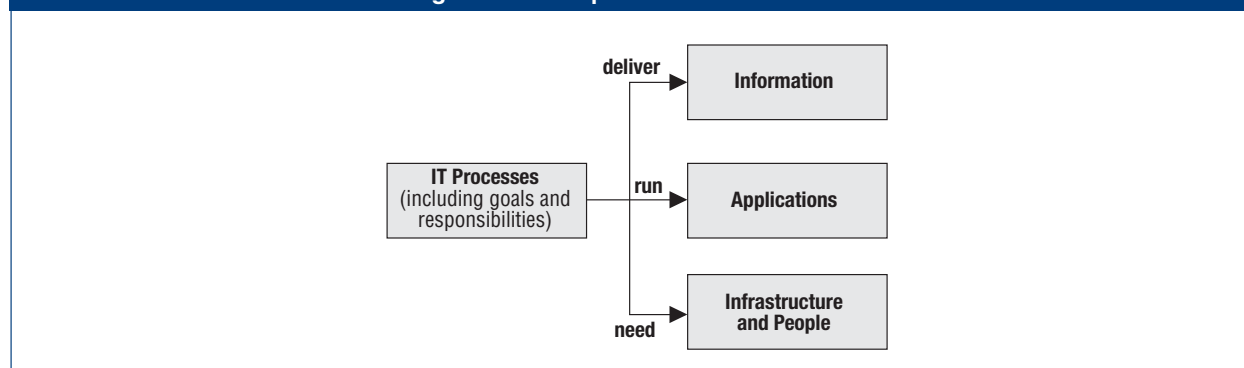 deliver
Information
IT Processes
(including goals and
responsibilities)
run
Applications
Infrastructure
and People
need